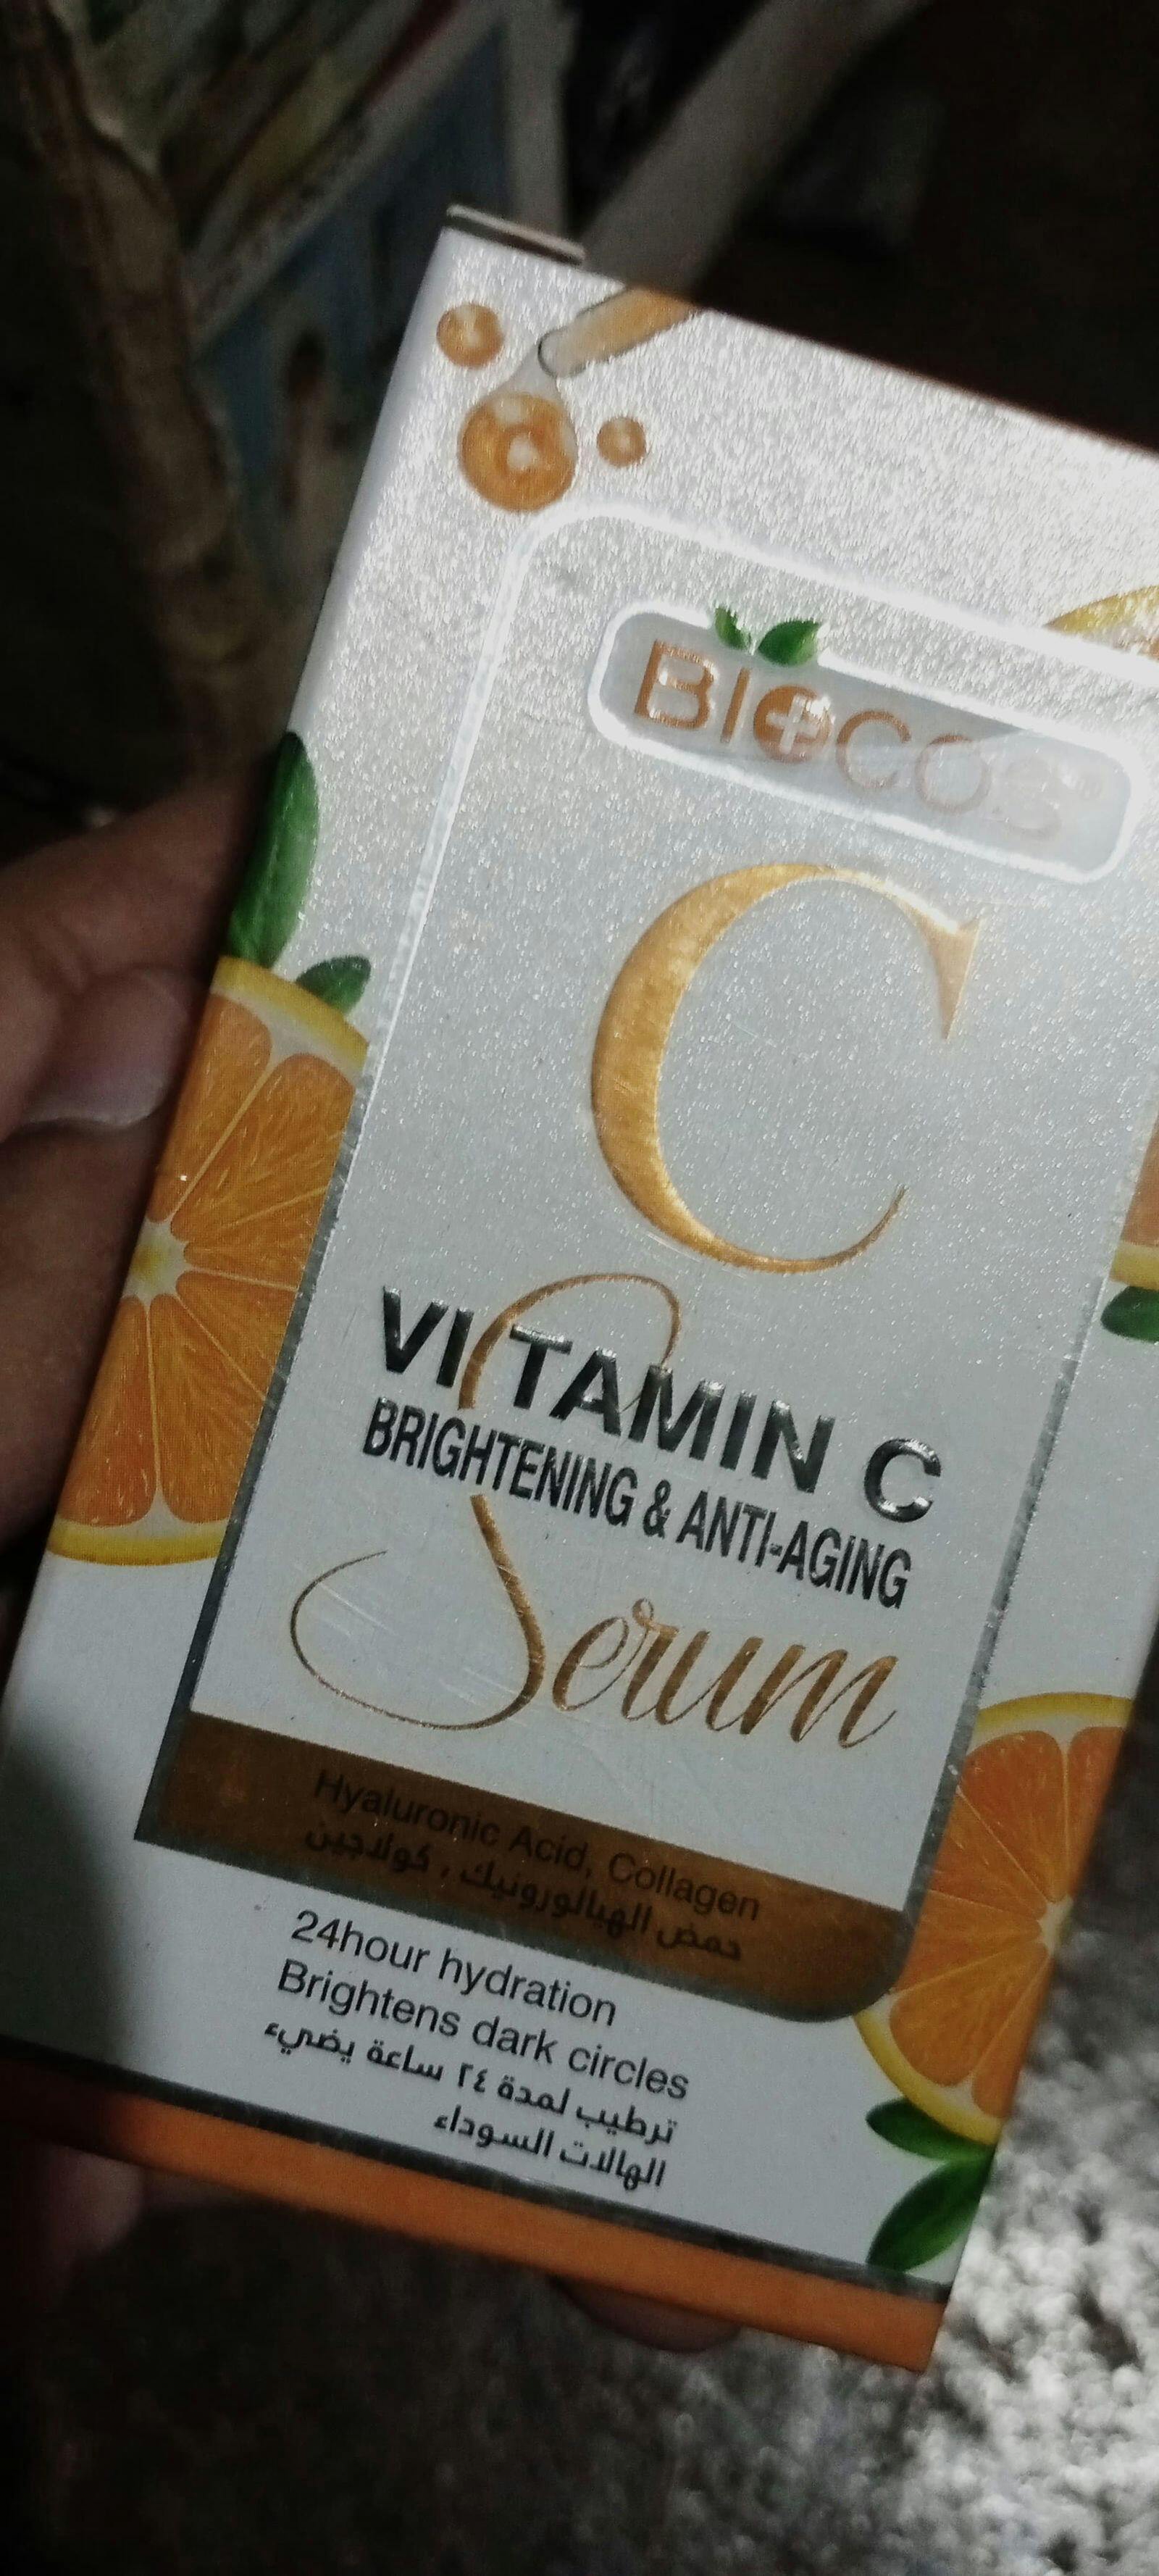 BIOCOS
C
VITAMIN C
BRIGHTENING & ANTI-AGING
Serum
Hyaluronic Acid, Collagen
حمض الهيالورونيك ، كولاجين
24hour hydration
Brightens dark circles
ترطيب لمدة ٢٤ ساعة يضيء
الهالات السوداء